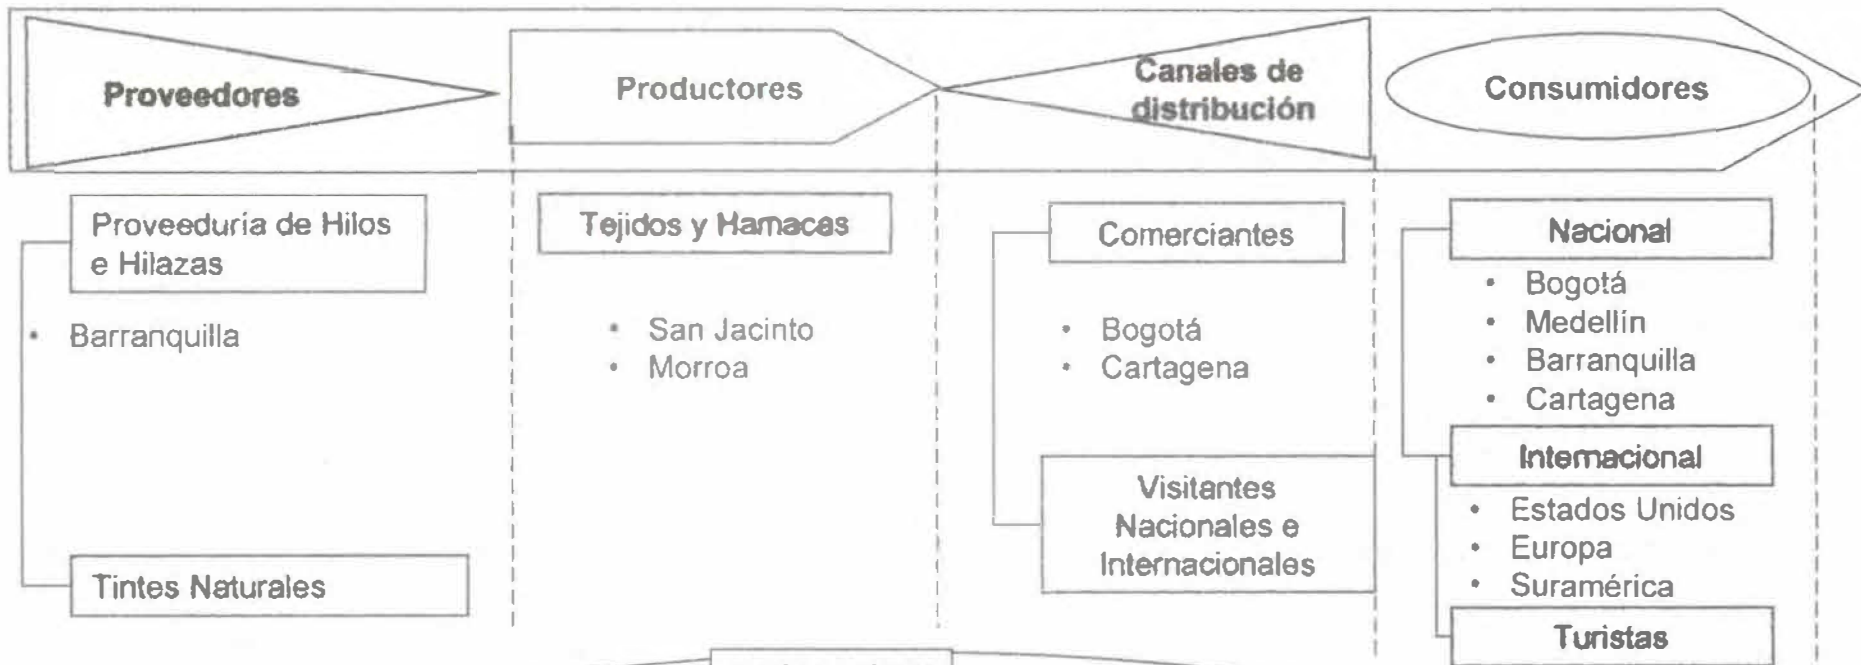 Proveedores
Productores
Canales de
distribución
Consumidores
Proveeduría de Hilos
e Hilazas
• Barranquilla
Tintes Naturales
Tejidos y Hamacas
• San Jacinto
• Morroa
Comerciantes
• Bogotá
• Cartagena
Visitantes
Nacionales e
Internacionales
Nacional
• Bogotá
• Medellín
• Barranquilla
• Cartagena
Internacional
• Estados Unidos
• Europa
• Suramérica
Turistas